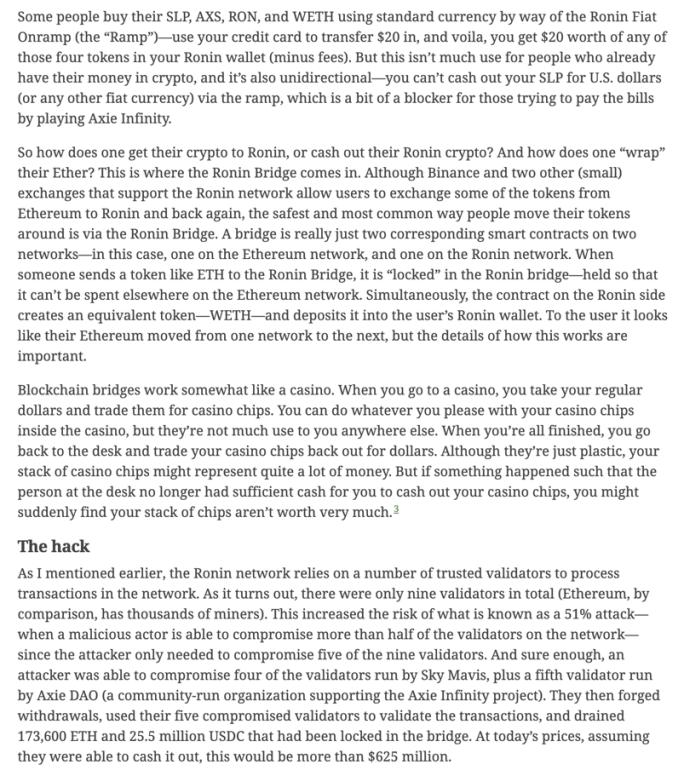 Some people buy their SLP, AXS, RON, and WETH using standard currency by way of the Ronin Fiat
Onramp (the “Ramp”)—use your credit card to transfer $20 in, and voila, you get $20 worth of any of
those four tokens in your Ronin wallet (minus fees). But this isn’t much use for people who already
have their money in crypto, and it’s also unidirectional—you can’t cash out your SLP for U.S. dollars
(or any other fiat currency) via the ramp, which is a bit of a blocker for those trying to pay the bills
by playing Axie Infinity.
So how does one get their crypto to Ronin, or cash out their Ronin crypto? And how does one “wrap”
their Ether? This is where the Ronin Bridge comes in. Although Binance and two other (small)
exchanges that support the Ronin network allow users to exchange some of the tokens from
Ethereum to Ronin and back again, the safest and most common way people move their tokens
around is via the Ronin Bridge. A bridge is really just two corresponding smart contracts on two
networks—in this case, one on the Ethereum network, and one on the Ronin network. When
someone sends a token like ETH to the Ronin Bridge, it is “locked” in the Ronin bridge—held so that
it can’t be spent elsewhere on the Ethereum network. Simultaneously, the contract on the Ronin side
creates an equivalent token—WETH—and deposits it into the user’s Ronin wallet. To the user it looks
like their Ethereum moved from one network to the next, but the details of how this works are
important.
Blockchain bridges work somewhat like a casino. When you go to a casino, you take your regular
dollars and trade them for casino chips. You can do whatever you please with your casino chips
inside the casino, but they’re not much use to you anywhere else. When you’re all finished, you go
back to the desk and trade your casino chips back out for dollars. Although they’re just plastic, your
stack of casino chips might represent quite a lot of money. But if something happened such that the
person at the desk no longer had sufficient cash for you to cash out your casino chips, you might
suddenly find your stack of chips aren’t worth very much.3
The hack
As I mentioned earlier, the Ronin network relies on a number of trusted validators to process
transactions in the network. As it turns out, there were only nine validators in total (Ethereum, by
comparison, has thousands of miners). This increased the risk of what is known as a 51% attack—
when a malicious actor is able to compromise more than half of the validators on the network—
since the attacker only needed to compromise five of the nine validators. And sure enough, an
attacker was able to compromise four of the validators run by Sky Mavis, plus a fifth validator run
by Axie DAO (a community-run organization supporting the Axie Infinity project). They then forged
withdrawals, used their five compromised validators to validate the transactions, and drained
173,600 ETH and 25.5 million USDC that had been locked in the bridge. At today’s prices, assuming
they were able to cash it out, this would be more than $625 million.